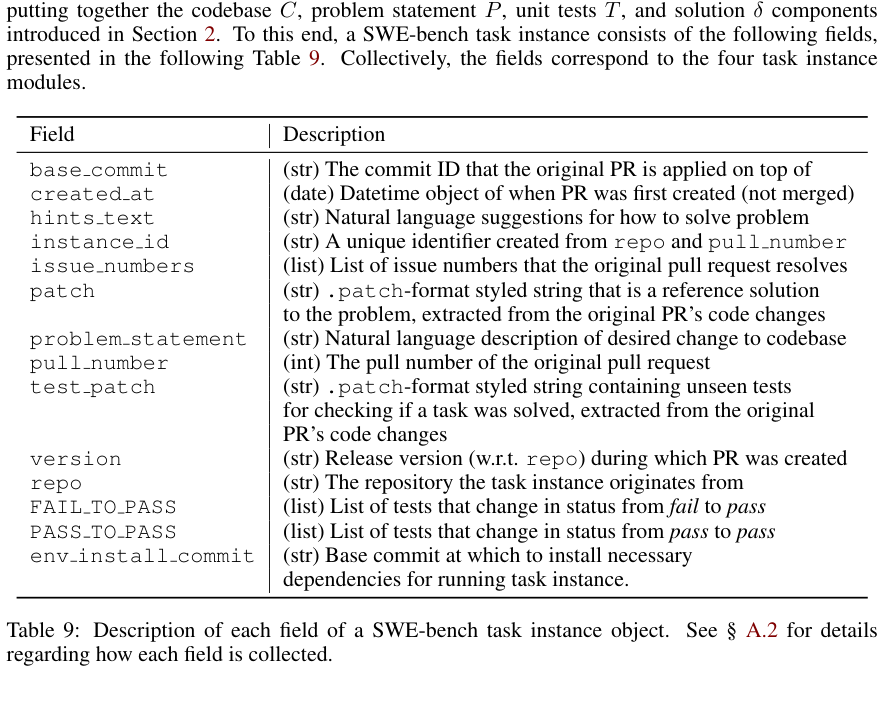 putting together the codebase C, problem statement P, unit tests T, and solution δ components
introduced in Section 2. To this end, a SWE-bench task instance consists of the following fields,
presented in the following Table 9. Collectively, the fields correspond to the four task instance
modules.
Field Description
base_commit (str) The commit ID that the original PR is applied on top of
created_at (date) Datetime object of when PR was first created (not merged)
hints_text (str) Natural language suggestions for how to solve problem
instance_id (str) A unique identifier created from repo and pull_number
issue_numbers (list) List of issue numbers that the original pull request resolves
patch (str) .patch-format styled string that is a reference solution
to the problem, extracted from the original PR's code changes
problem_statement (str) Natural language description of desired change to codebase
pull_number (int) The pull number of the original pull request
test_patch (str) .patch-format styled string containing unseen tests
for checking if a task was solved, extracted from the original
PR's code changes
version (str) Release version (w.r.t. repo) during which PR was created
repo (str) The repository the task instance originates from
FAIL_TO_PASS (list) List of tests that change in status from fail to pass
PASS_TO_PASS (list) List of tests that change in status from pass to pass
env_install_commit (str) Base commit at which to install necessary
dependencies for running task instance.
Table 9: Description of each field of a SWE-bench task instance object. See § A.2 for details
regarding how each field is collected.